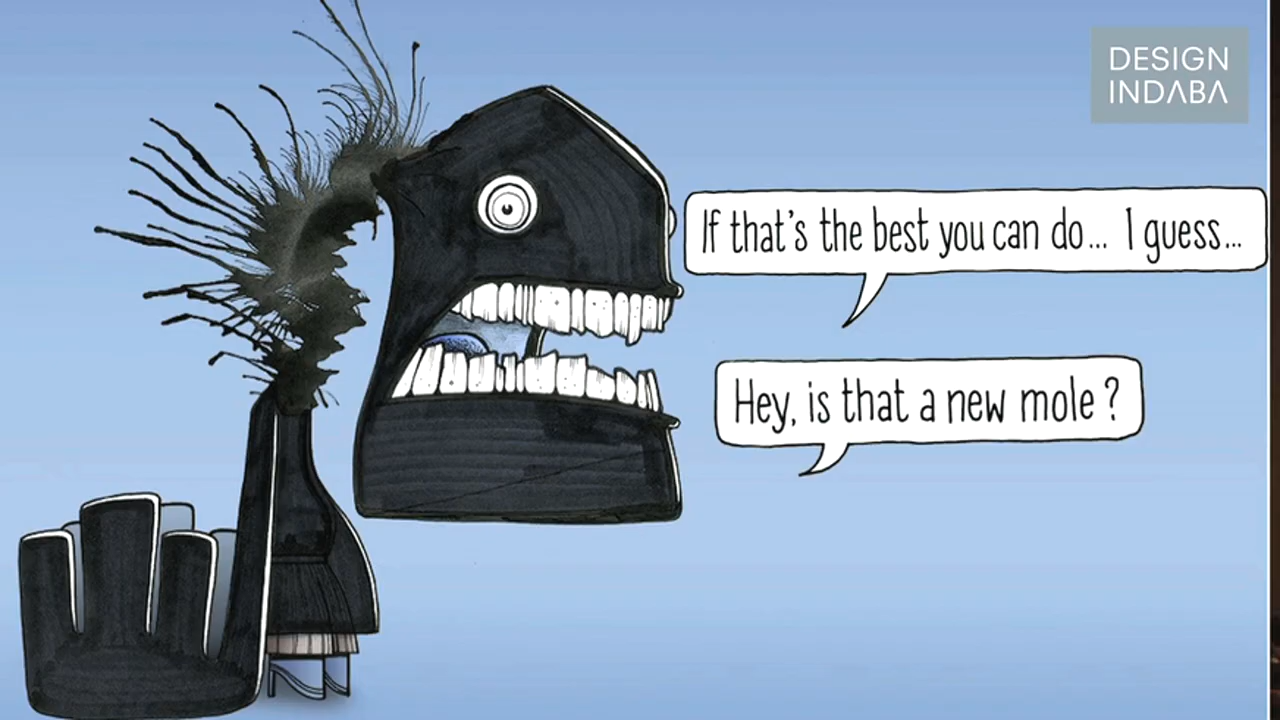 DESIGN
INDABA
If that's the best you can do... I guess...
Hey, is that a new mole?